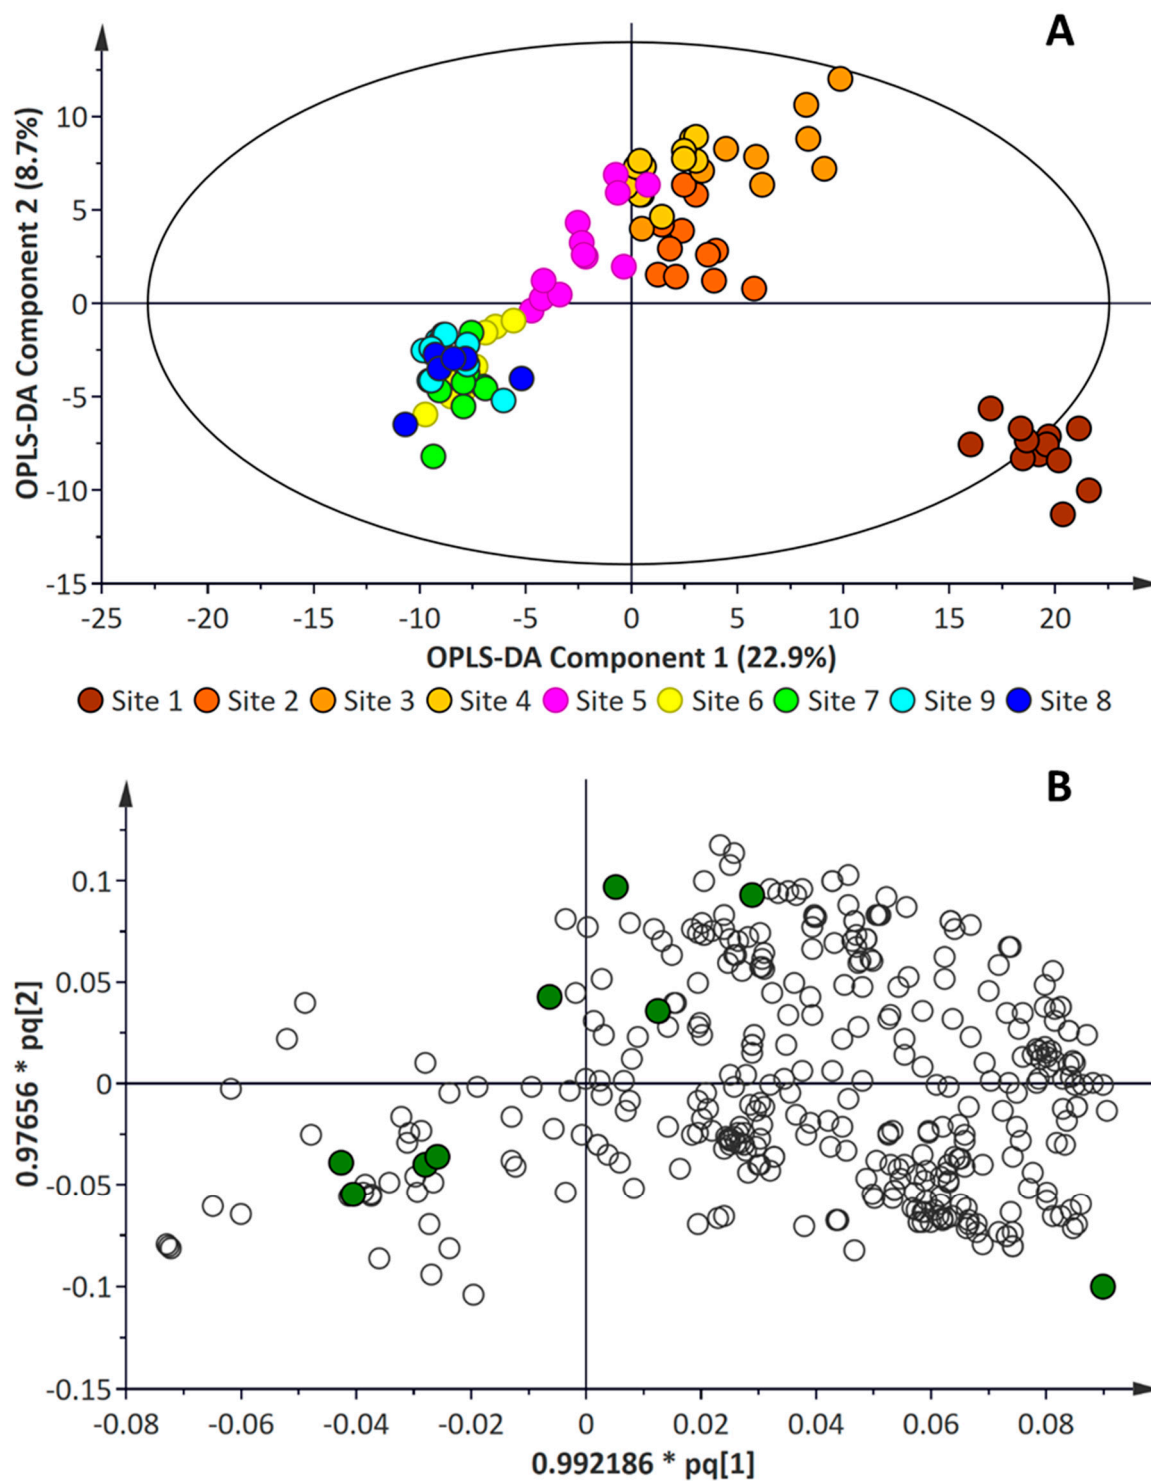 A
OPLS-DA Component 2 (8.7%)
10
5
0
-5
-10
-15
-25 -20 -15 -10 -5 0 5 10 15 20
OPLS-DA Component 1 (22.9%)
Site 1 Site 2 Site 3 Site 4 Site 5 Site 6 Site 7 Site 9 Site 8
B
0.97656 * pq[2]
0.1
0.05
0
-0.05
-0.1
-0.15
-0.08 -0.06 -0.04 -0.02 0 0.02 0.04 0.06 0.08
0.992186 * pq[1]